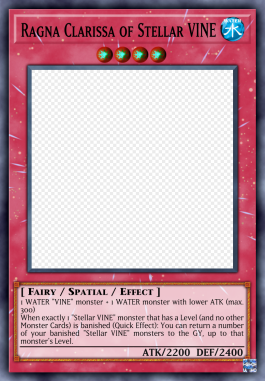 Ragna Clarissa of Stellar VINE
WATER
水
[ Fairy / Spatial / Effect ]
1 WATER "VINE" monster + 1 WATER monster with lower ATK (max.
300)
When exactly 1 "Stellar VINE" monster that has a Level (and no other
Monster Cards) is banished (Quick Effect): You can return a number
of your banished "Stellar VINE" monsters to the GY, up to that
monster's Level.
ATK/2200 DEF/2400